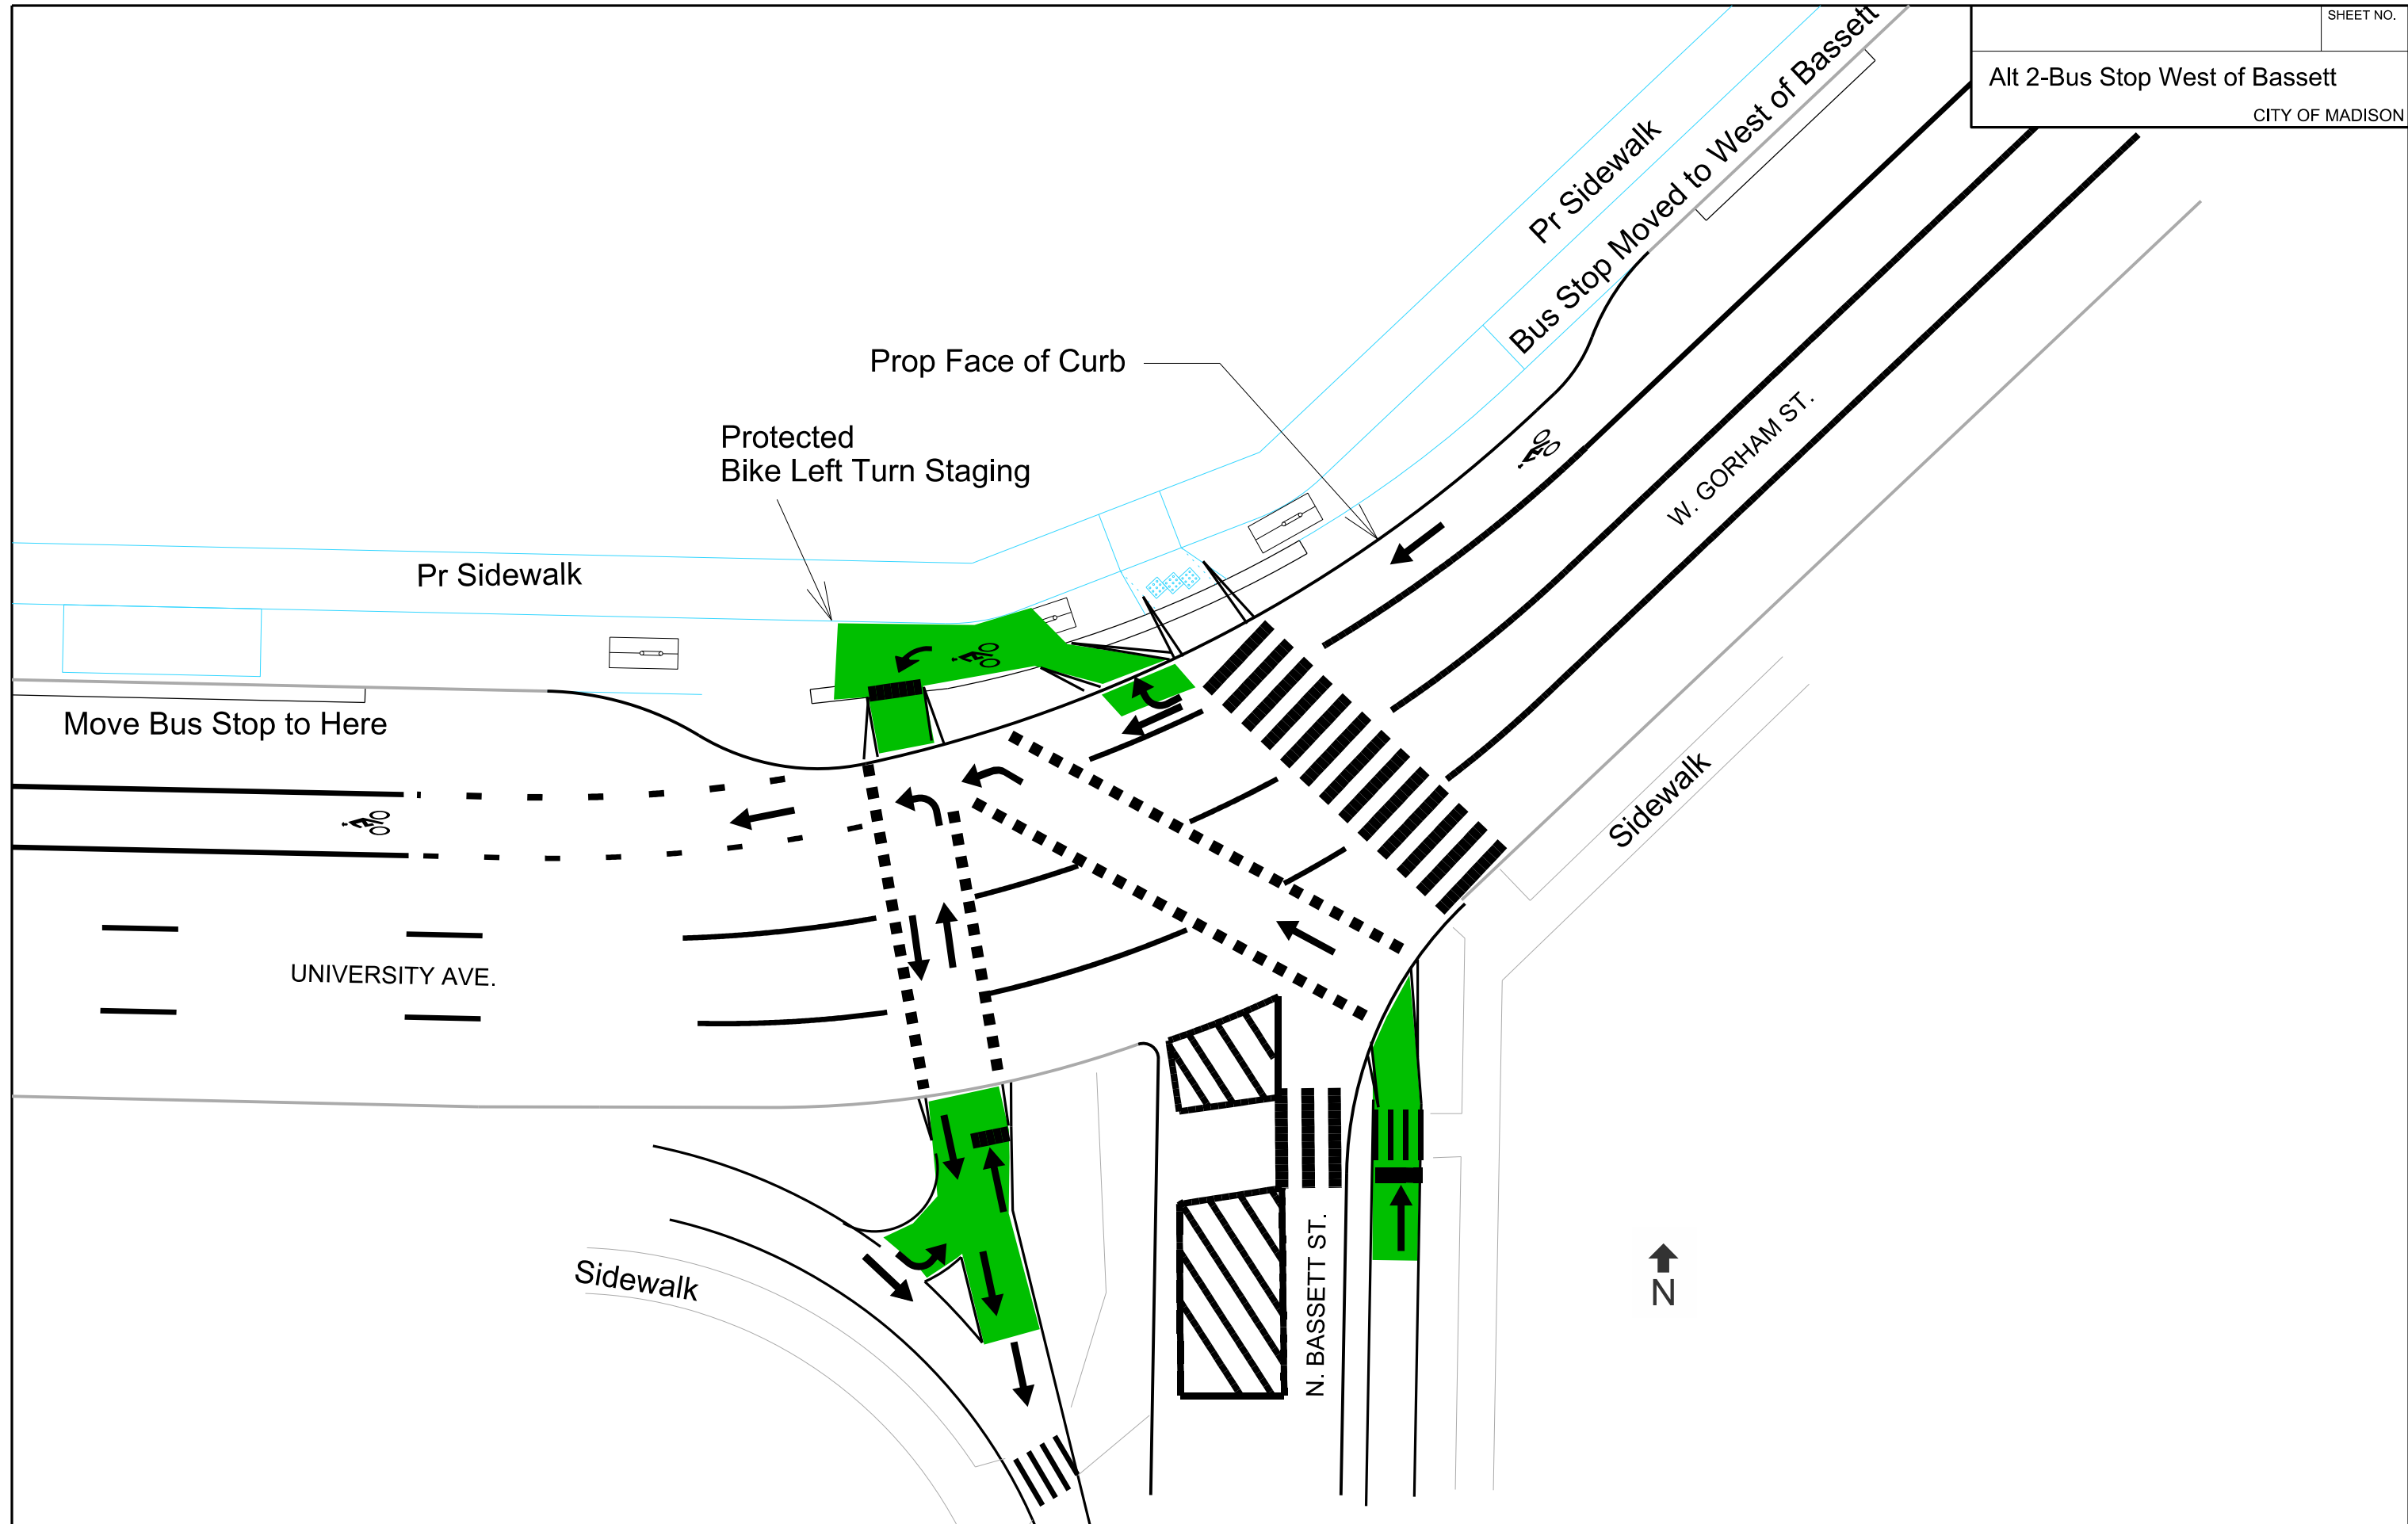 SHEET NO.
Alt 2-Bus Stop West of Bassett
CITY OF MADISON
Pr Sidewalk
Bus Stop Moved to West of Bassett
Prop Face of Curb
W. GORHAM ST.
Protected
Bike Left Turn Staging
Pr Sidewalk
Move Bus Stop to Here
Sidewalk
UNIVERSITY AVE.
Sidewalk
N. BASSETT ST.
N